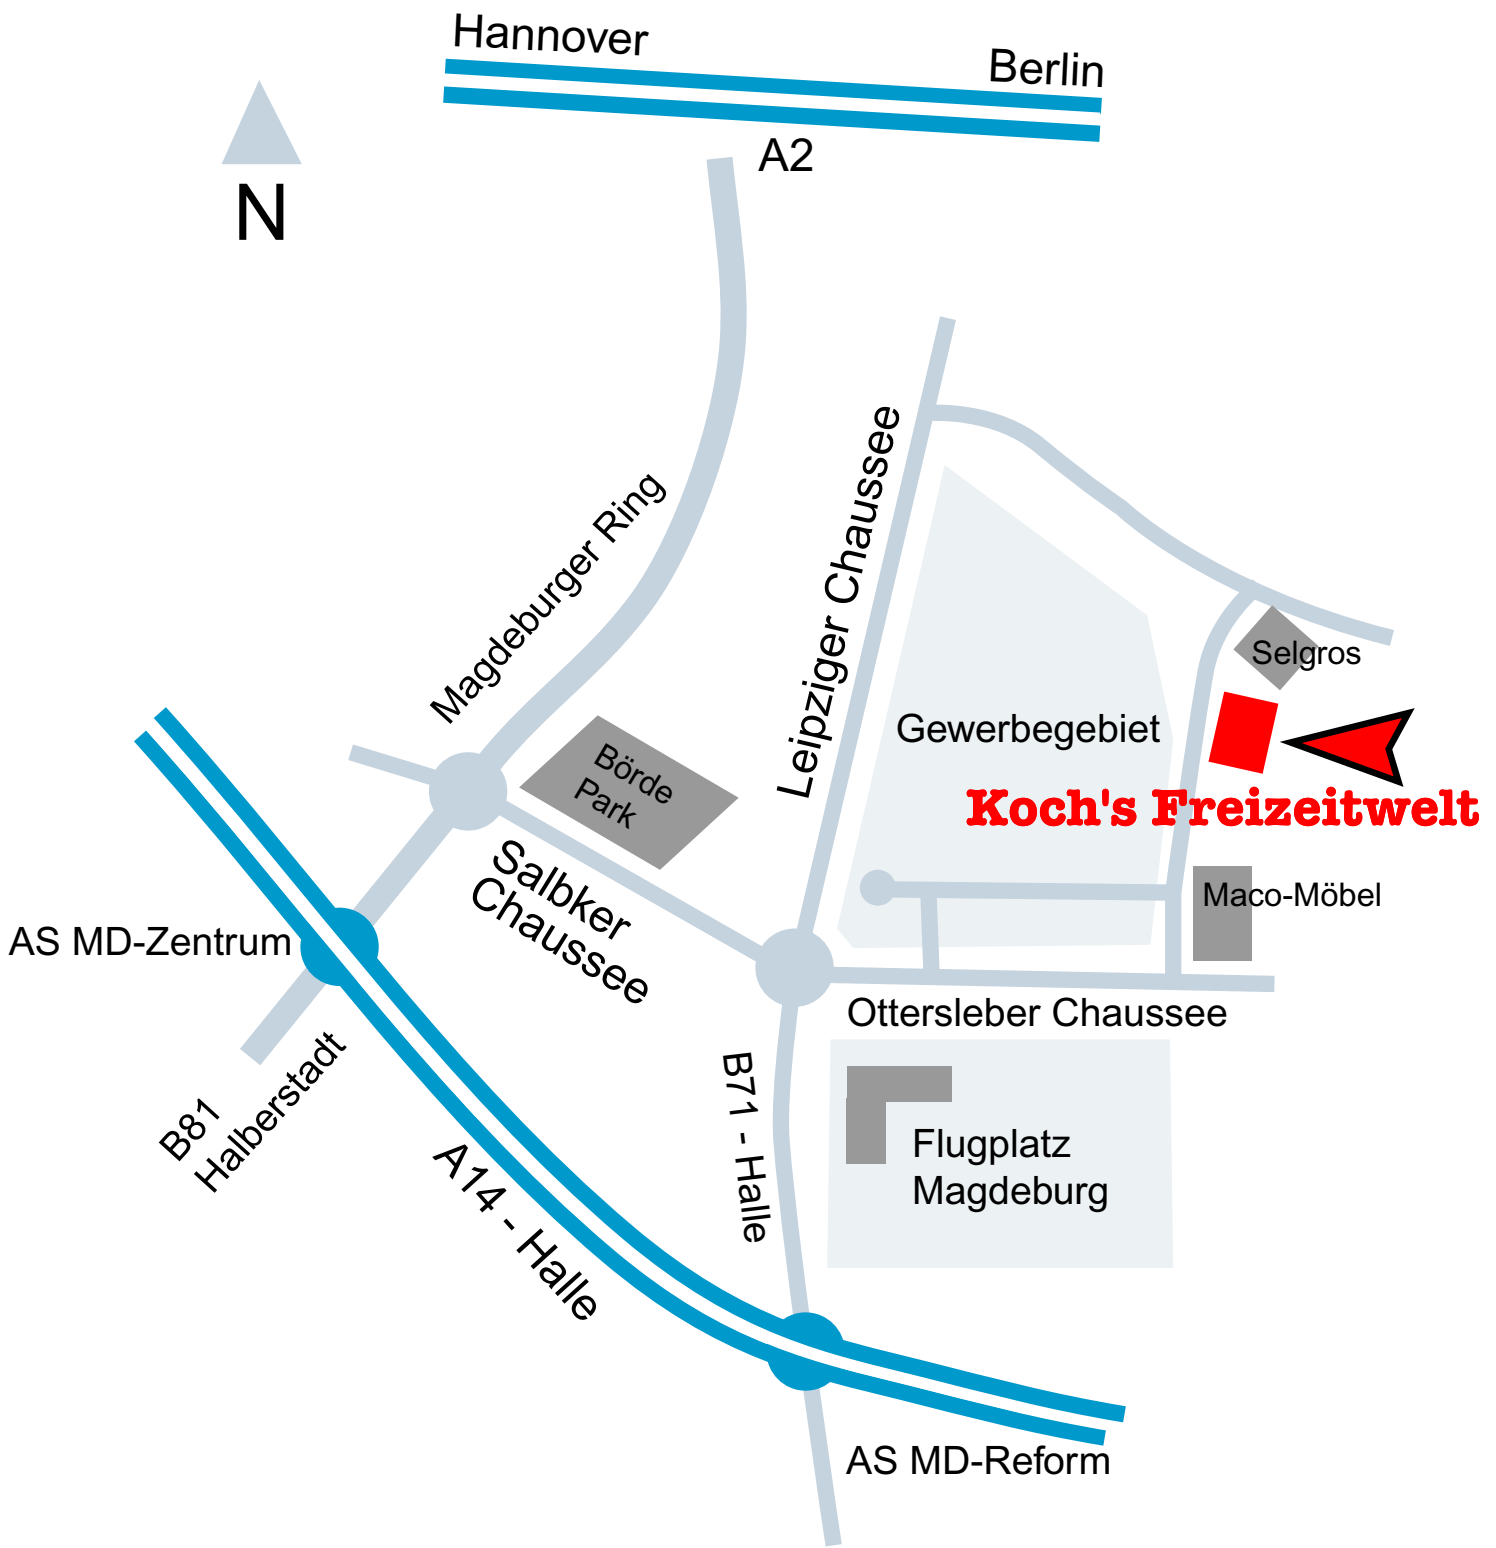 Hannover
Berlin
A2
N
Magdeburger Ring
Leipziger Chaussee
Selgros
Gewerbegebiet
Börde
Park
Koch's Freizeitwelt
Salbker
Chaussee
Maco-Möbel
AS MD-Zentrum
Ottersleber Chaussee
B81
Halberstadt
B71 - Halle
A14 - Halle
Flugplatz
Magdeburg
AS MD-Reform